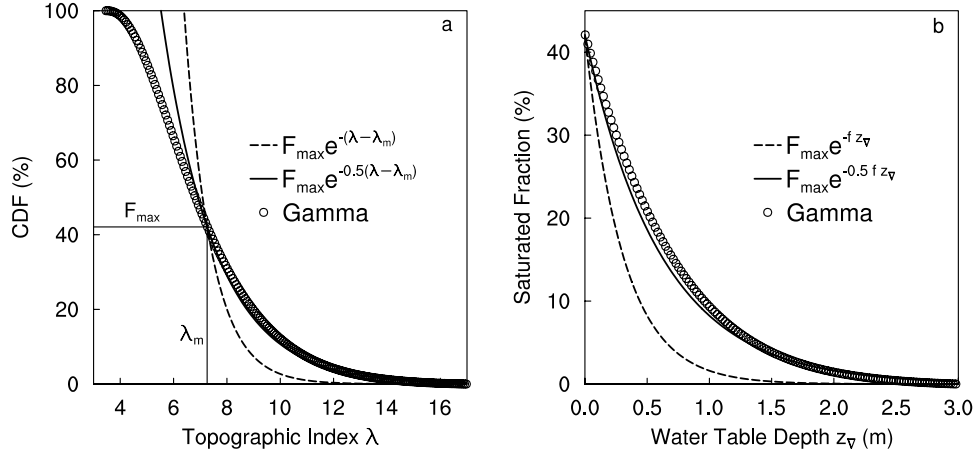 a
100
80
60
40
20
0
CDF (%)
F_max e^-(λ−λ_m)
F_max e^-0.5(λ−λ_m)
Gamma
F_max
λ_m
4 6 8 10 12 14 16
Topographic Index λ
b
40
30
20
10
0
Saturated Fraction (%)
F_max e^-f z_∇
F_max e^-0.5 f z_∇
Gamma
0.0 0.5 1.0 1.5 2.0 2.5 3.0
Water Table Depth z_∇ (m)